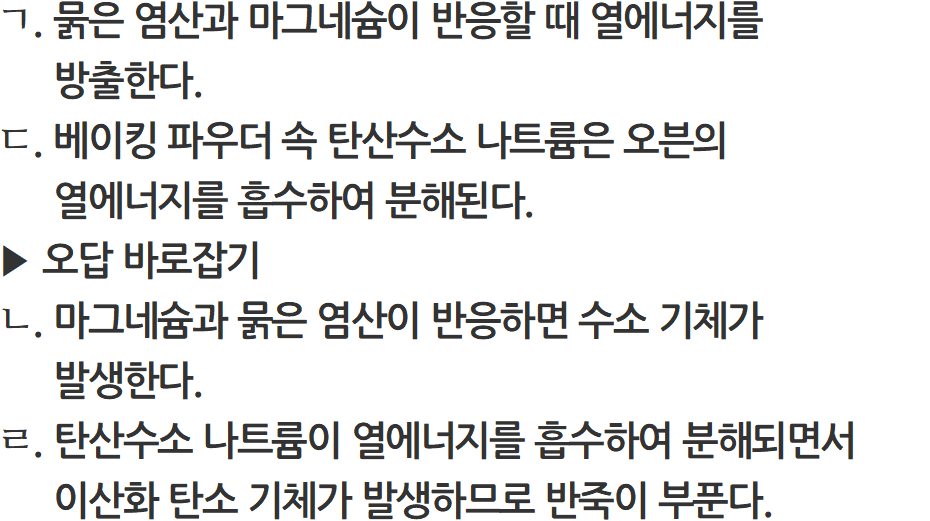 ㄱ. 묽은 염산과 마그네슘이 반응할 때 열에너지를
방출한다.
ㄷ. 베이킹 파우더 속 탄산수소 나트륨은 오븐의
열에너지를 흡수하여 분해된다.
▶ 오답 바로잡기
ㄴ. 마그네슘과 묽은 염산이 반응하면 수소 기체가
발생한다.
ㄹ. 탄산수소 나트륨이 열에너지를 흡수하여 분해되면서
이산화 탄소 기체가 발생하므로 반죽이 부푼다.